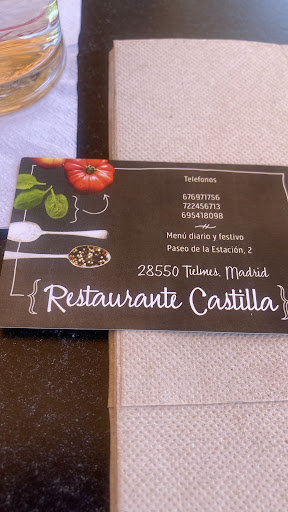 Telefonos
676971756
722456713
695418098
Menú diario y festivo
Paseo de la Estación, 2
28550 Tielmes, Madrid
{Restaurante Castilla}